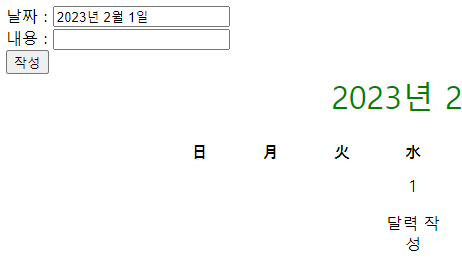 날짜 : 2023년 2월 1일
내용 :
작성
2023년 2
日 月 火 水
1
달력 작
성